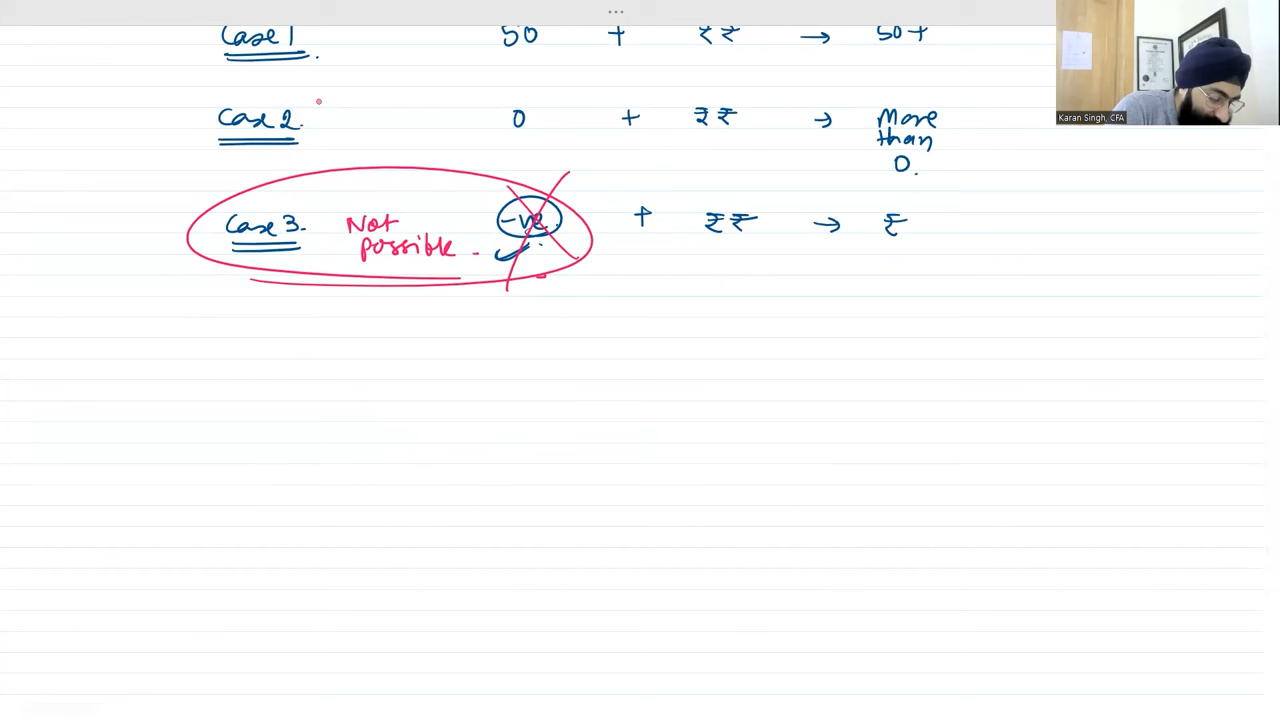 Case 1. 50 + ₹₹ → 50+
Karan Singh, CFA
Case 2. 0 + ₹₹ → More
than
0.
Case 3. Not -ve + ₹₹ → ₹
possible.